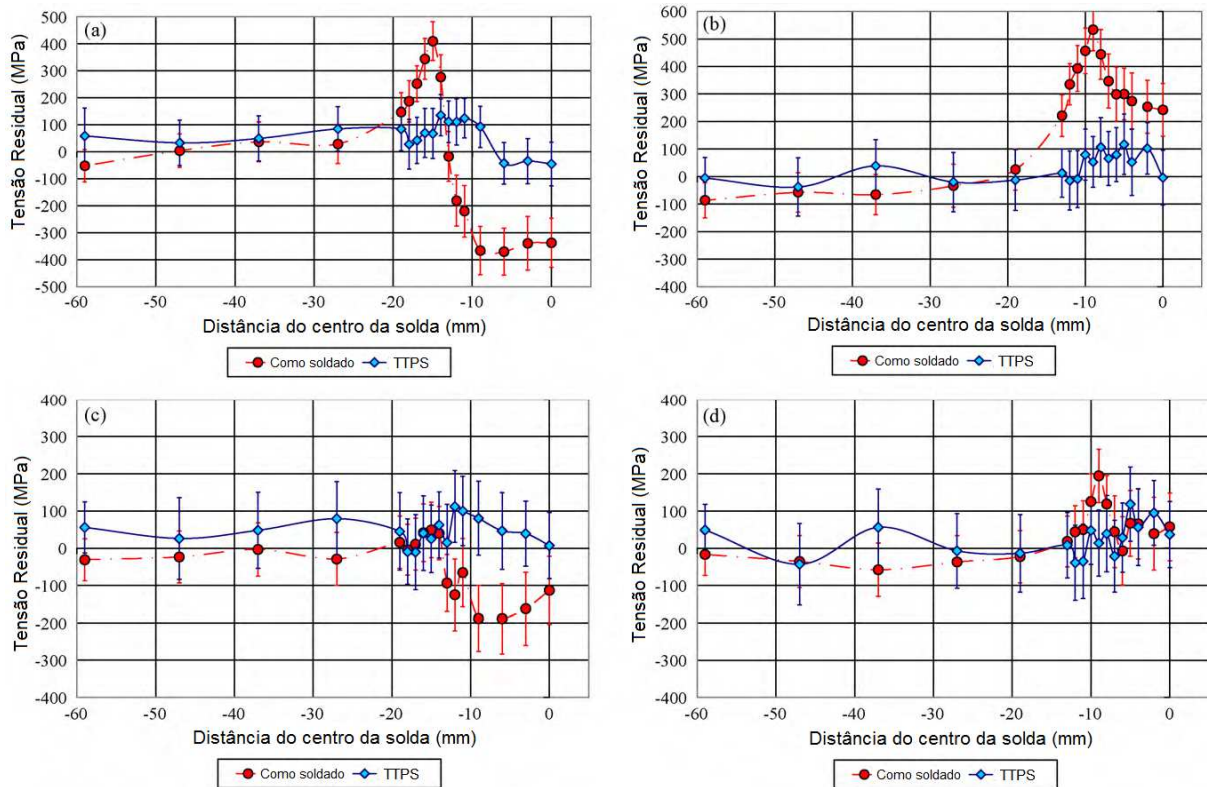 (a)
Tensão Residual (MPa)
500
400
300
200
100
0
-100
-200
-300
-400
-500
-60 -50 -40 -30 -20 -10 0
Distância do centro da solda (mm)
Como soldado TTPS
(b)
Tensão Residual (MPa)
600
500
400
300
200
100
0
-100
-200
-300
-400
-60 -50 -40 -30 -20 -10 0
Distância do centro da solda (mm)
Como soldado TTPS
(c)
Tensão Residual (MPa)
400
300
200
100
0
-100
-200
-300
-400
-60 -50 -40 -30 -20 -10 0
Distância do centro da solda (mm)
Como soldado TTPS
(d)
Tensão Residual (MPa)
400
300
200
100
0
-100
-200
-300
-400
-60 -50 -40 -30 -20 -10 0
Distância do centro da solda (mm)
Como soldado TTPS